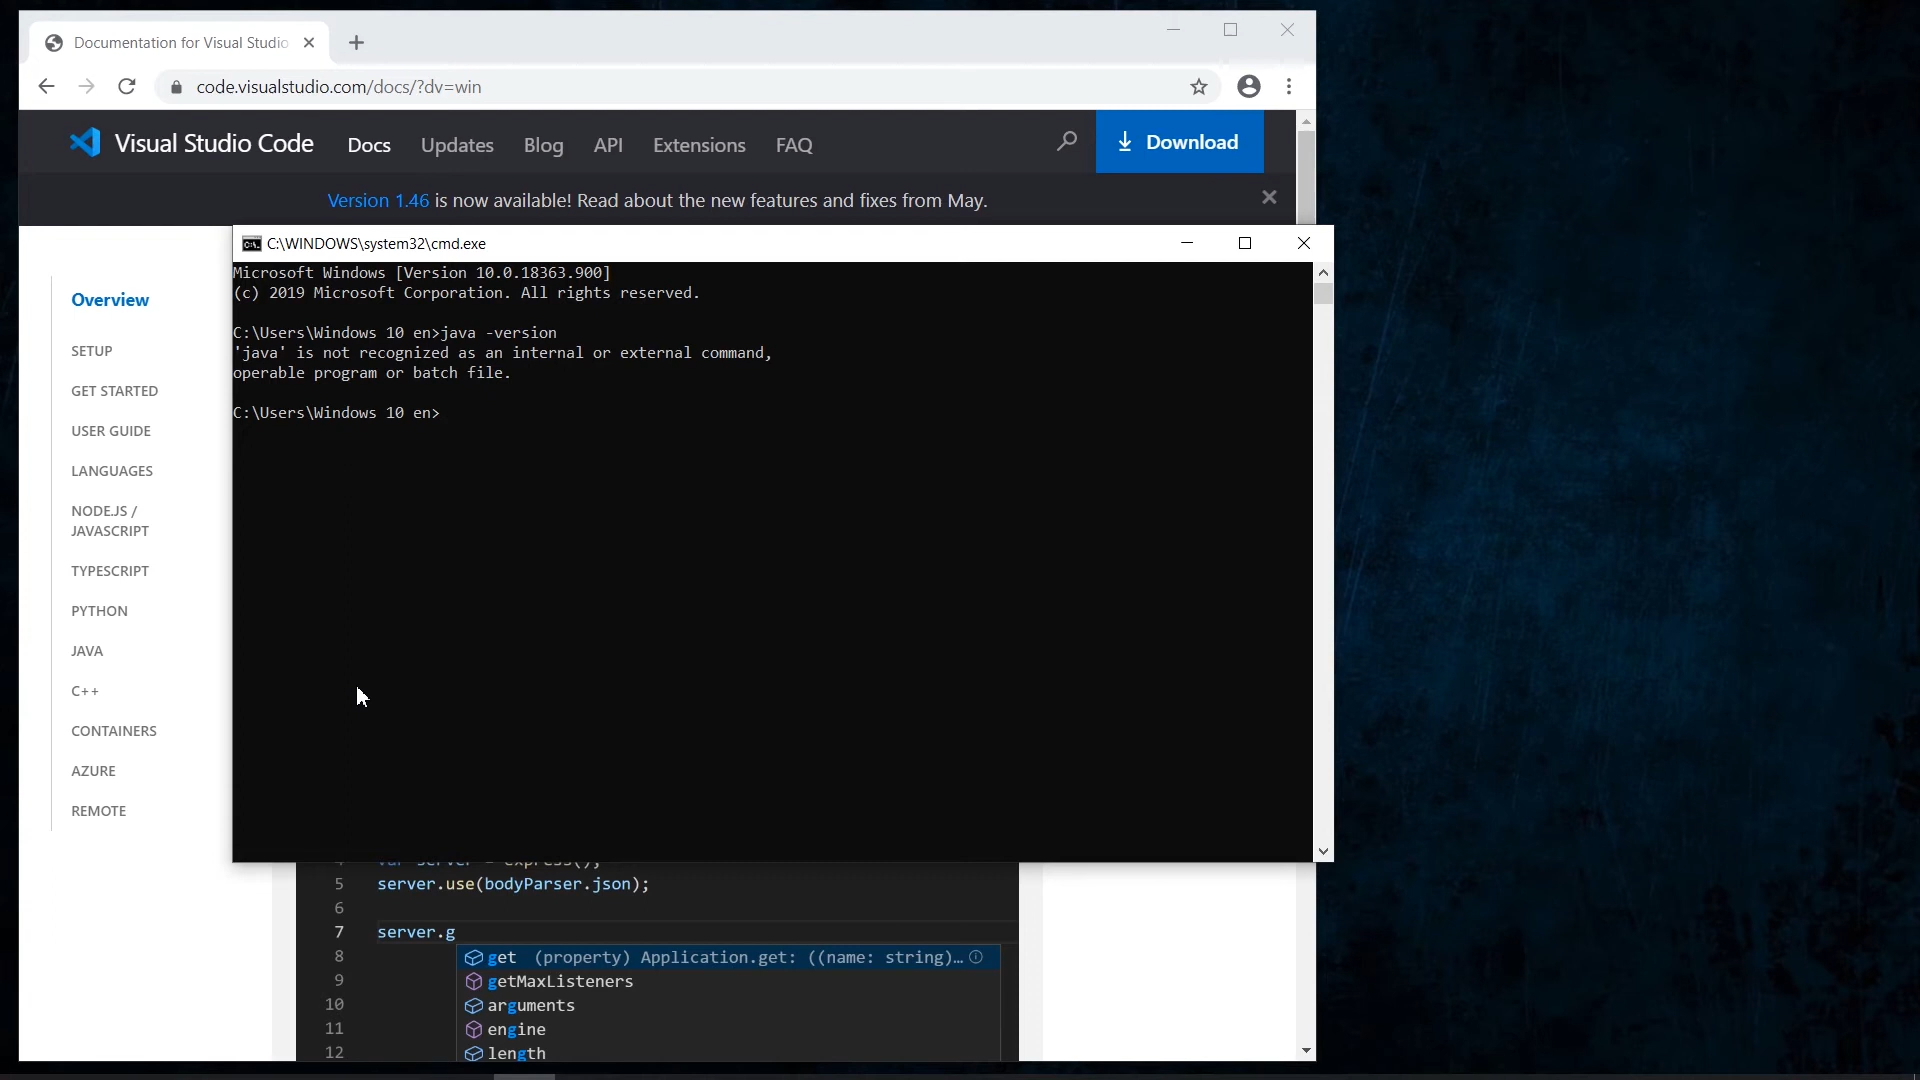 Documentation for Visual Studio
code.visualstudio.com/docs/?dv=win
Visual Studio Code
Docs
Updates
Blog
API
Extensions
FAQ
Download
Version 1.46 is now available! Read about the new features and fixes from May.
C:\WINDOWS\system32\cmd.exe
Microsoft Windows [Version 10.0.18363.900]
(c) 2019 Microsoft Corporation. All rights reserved.
C:\Users\Windows 10 en>java -version
'java' is not recognized as an internal or external command,
operable program or batch file.
C:\Users\Windows 10 en>
Overview
SETUP
GET STARTED
USER GUIDE
LANGUAGES
NODE.JS /
JAVASCRIPT
TYPESCRIPT
PYTHON
JAVA
C++
CONTAINERS
AZURE
REMOTE
4 var server = express();
5 server.use(bodyParser.json);
6
7 server.g
8 get (property) Application.get: ((name: string)...
9 getMaxListeners
10 arguments
11 engine
12 length